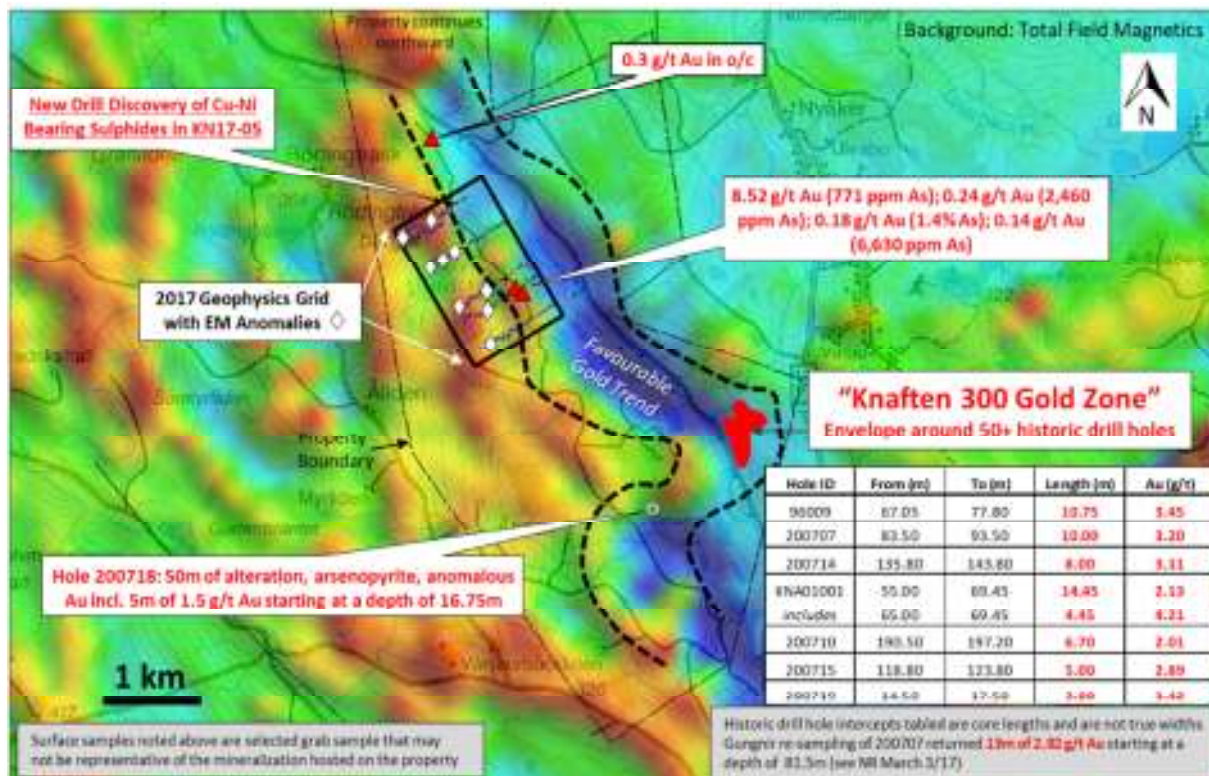 Property continues
northward
Background: Total Field Magnetics
0.3 g/t Au in o/c
N
New Drill Discovery of Cu-Ni
Bearing Sulphides in KN17-05
8.52 g/t Au (771 ppm As); 0.24 g/t Au (2,460
ppm As); 0.18 g/t Au (1.4% As); 0.14 g/t Au
(6,630 ppm As)
2017 Geophysics Grid
with EM Anomalies ◇
Favourable
Gold Trend
Property
Boundary
"Knaften 300 Gold Zone"
Envelope around 50+ historic drill holes
Hole ID From (m) To (m) Length (m) Au (g/t)
96009 67.05 77.80 10.75 3.45
200707 83.50 93.50 10.00 3.20
200714 135.80 143.80 8.00 3.11
KNA01001 55.00 69.45 14.45 2.13
includes 65.00 69.45 4.45 4.21
200710 190.50 197.20 6.70 2.01
200715 118.80 123.80 5.00 2.89
Hole 200718: 50m of alteration, arsenopyrite, anomalous
Au incl. 5m of 1.5 g/t Au starting at a depth of 16.75m
1 km
Surface samples noted above are selected grab sample that may
not be representative of the mineralization hosted on the property
Historic drill hole intercepts tabled are core lengths and are not true widths
Gungnir re-sampling of 200707 returned 13m of 2.82 g/t Au starting at a
depth of 81.5m (see NR March 3/17)